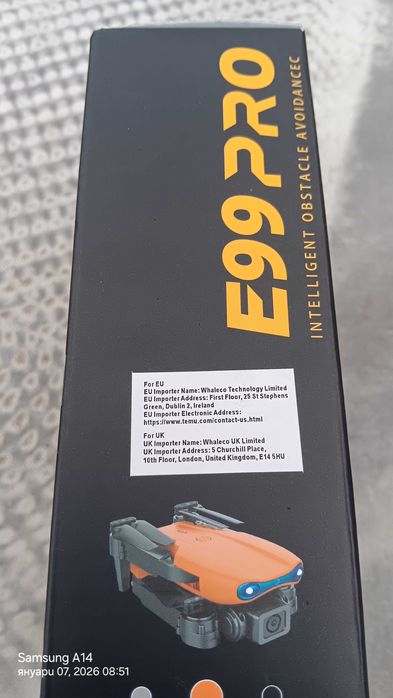 E99 PRO
INTELLIGENT OBSTACLE AVOIDANCEC
For EU
EU Importer Name: Whaleco Technology Limited
EU Importer Address: First Floor, 25 St Stephens
Green, Dublin 2, Ireland
EU Importer Electronic Address:
https://www.temu.com/contact-us.html
For UK
UK Importer Name: Whaleco UK Limited
UK Importer Address: 5 Churchill Place,
10th Floor, London, United Kingdom, E14 5HU
Samsung A14
януари 07, 2026 08:51